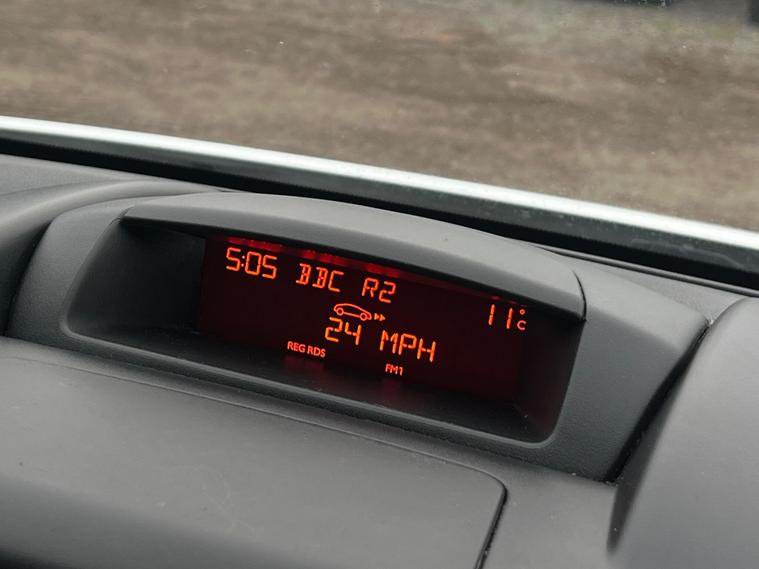 5:05 BBC R2
11°C
24 MPH
REG RDS
FM1